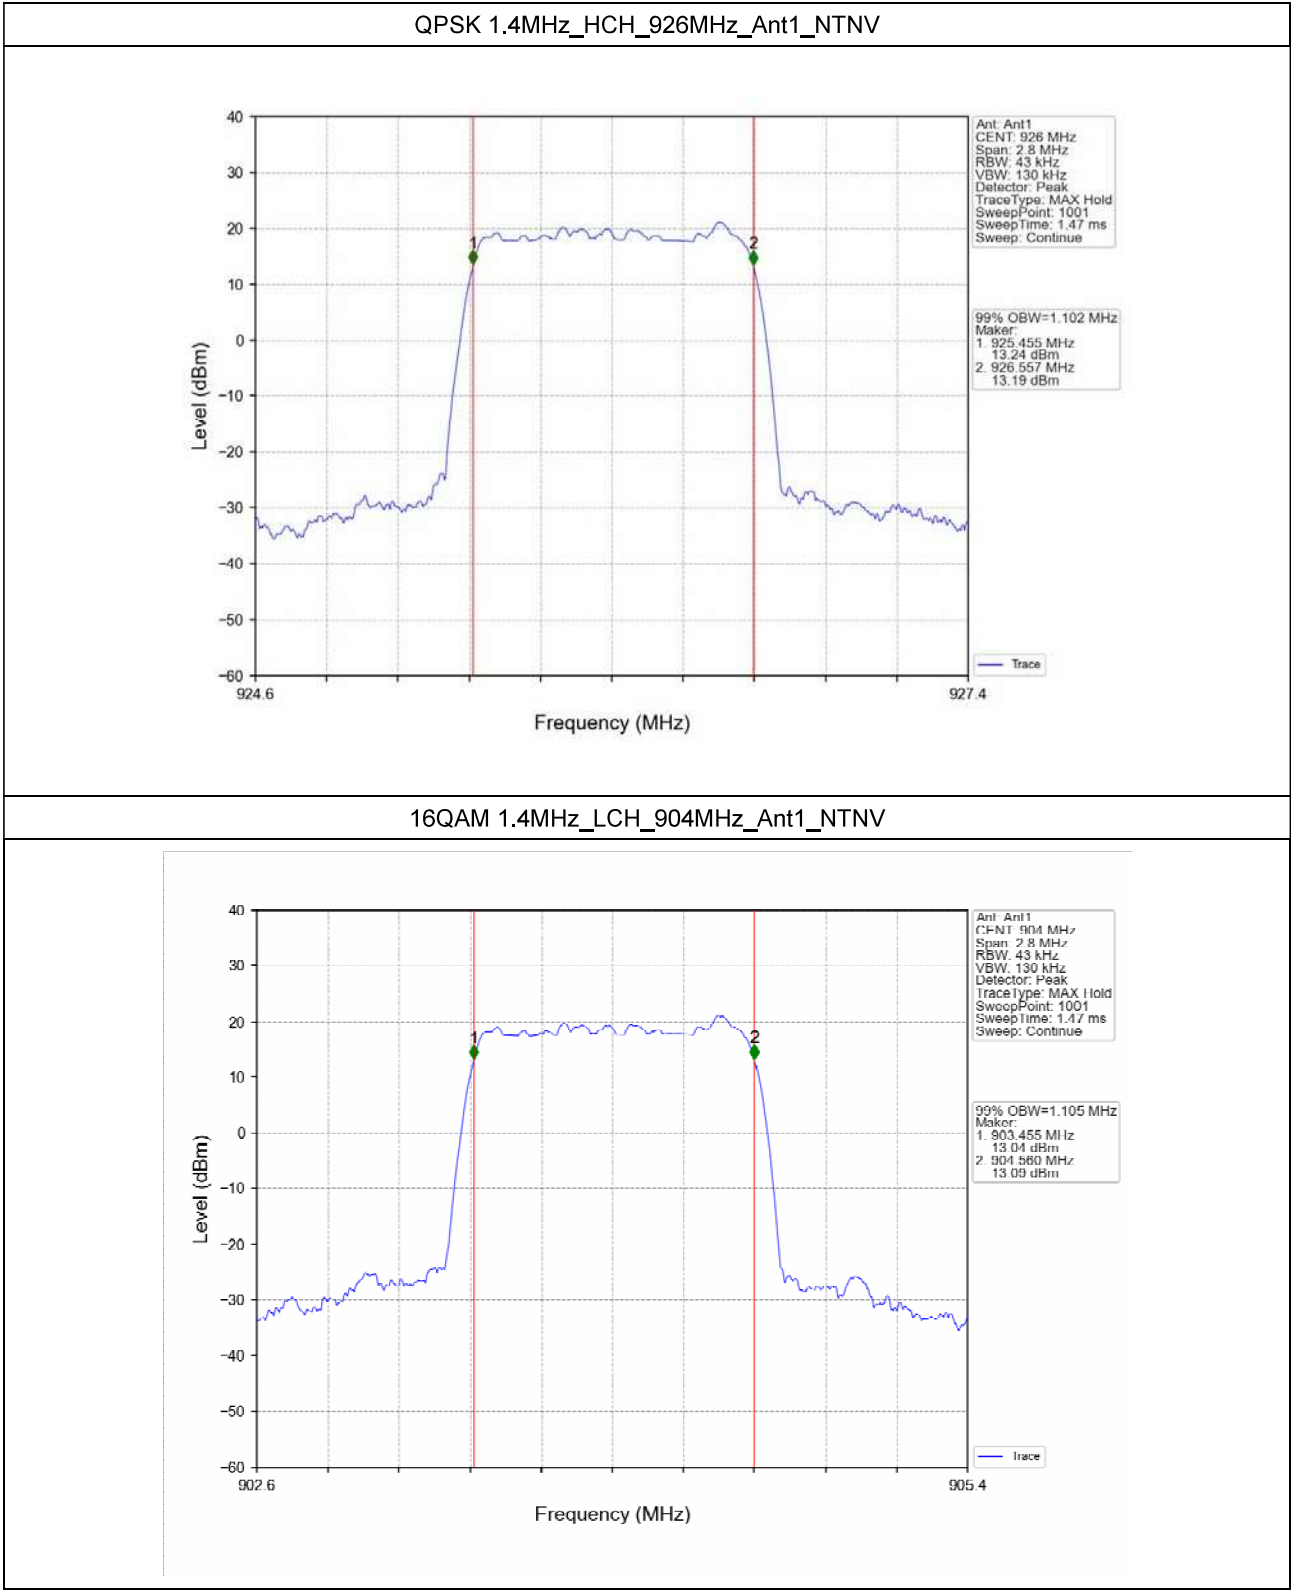 QPSK 1.4MHz_HCH_926MHz_Ant1_NTNV
40
30
20
10
0
−10
−20
−30
−40
−50
−60
Level (dBm)
1
2
924.6
927.4
Frequency (MHz)
Ant: Ant1
CENT: 926 MHz
Span: 2.8 MHz
RBW: 43 kHz
VBW: 130 kHz
Detector: Peak
TraceType: MAX Hold
SweepPoint: 1001
SweepTime: 1.47 ms
Sweep: Continue
99% OBW=1.102 MHz
Maker:
1. 925.455 MHz
13.24 dBm
2. 926.557 MHz
13.19 dBm
Trace
16QAM 1.4MHz_LCH_904MHz_Ant1_NTNV
40
30
20
10
0
−10
−20
−30
−40
−50
−60
Level (dBm)
1
2
902.6
905.4
Frequency (MHz)
Ant: Ant1
CENT: 904 MHz
Span: 2.8 MHz
RBW: 43 kHz
VBW: 130 kHz
Detector: Peak
TraceType: MAX Hold
SweepPoint: 1001
SweepTime: 1.47 ms
Sweep: Continue
99% OBW=1.105 MHz
Maker:
1. 903.455 MHz
13.04 dBm
2. 904.560 MHz
13.09 dBm
Trace